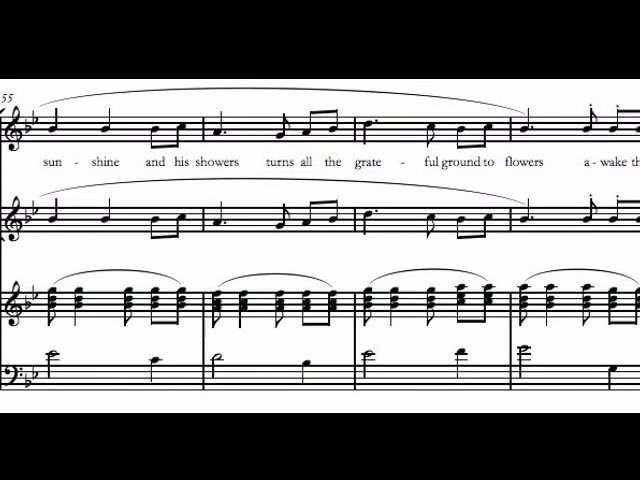 55
sun - shine and his showers turns all the grate - ful ground to flowers a - wake th